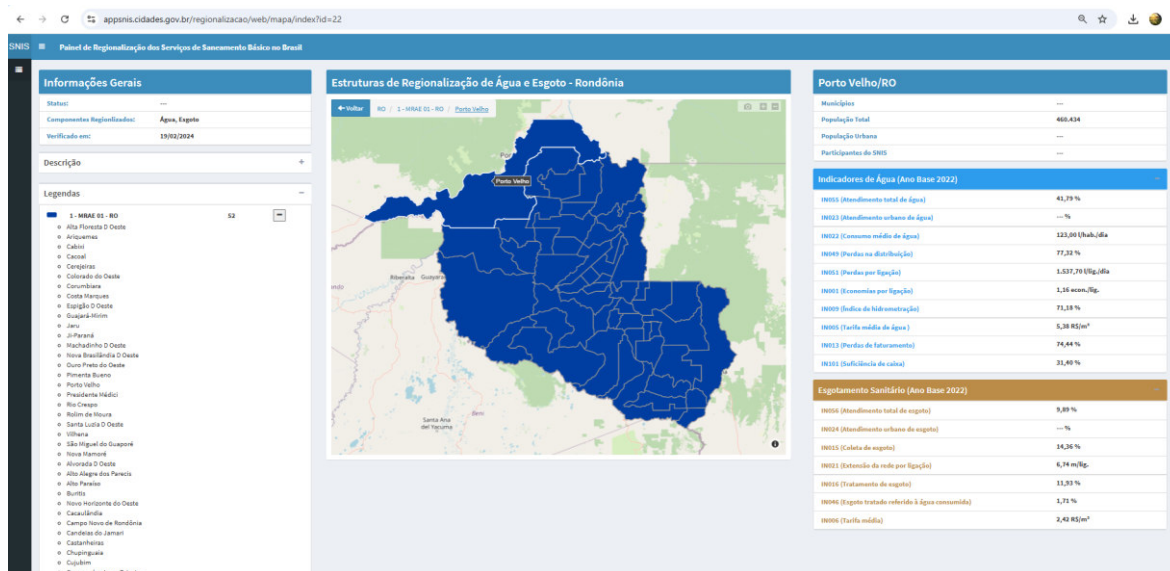 appsnis.cidades.gov.br/regionalizacao/web/mapa/index?id=22
SNIS
Painel de Regionalização dos Serviços de Saneamento Básico no Brasil
Informações Gerais
Status: ---
Componentes Regionlizados: Água, Esgoto
Verificado em: 19/02/2024
Descrição +
Legendas −
1 - MRAE 01 - RO 52
Alta Floresta D Oeste
Ariquemes
Cabixi
Cacoal
Cerejeiras
Colorado do Oeste
Corumbiara
Costa Marques
Espigão D Oeste
Guajará-Mirim
Jaru
Ji-Paraná
Machadinho D Oeste
Nova Brasilândia D Oeste
Ouro Preto do Oeste
Pimenta Bueno
Porto Velho
Presidente Médici
Rio Crespo
Rolim de Moura
Santa Luzia D Oeste
Vilhena
São Miguel do Guaporé
Nova Mamoré
Alvorada D Oeste
Alto Alegre dos Parecis
Alto Paraíso
Buritis
Novo Horizonte do Oeste
Cacaulândia
Campo Novo de Rondônia
Candeias do Jamari
Castanheiras
Chupinguaia
Cujubim
Estruturas de Regionalização de Água e Esgoto - Rondônia
Voltar RO / 1 - MRAE 01 - RO / Porto Velho
Porto Velho
Riberalta
Santa Ana
del Yacuma
Beni
Porto Velho/RO
Municípios ---
População Total 460.434
População Urbana ---
Participantes do SNIS ---
Indicadores de Água (Ano Base 2022) −
IN055 (Atendimento total de água) 41,79 %
IN023 (Atendimento urbano de água) --- %
IN022 (Consumo médio de água) 123,00 l/hab./dia
IN049 (Perdas na distribuição) 77,32 %
IN051 (Perdas por ligação) 1.537,70 l/lig./dia
IN001 (Economias por ligação) 1,16 econ./lig.
IN009 (Índice de hidrometração) 71,18 %
IN005 (Tarifa média de água ) 5,38 R$/m³
IN013 (Perdas de faturamento) 74,44 %
IN101 (Suficiência de caixa) 31,40 %
Esgotamento Sanitário (Ano Base 2022) −
IN056 (Atendimento total de esgoto) 9,89 %
IN024 (Atendimento urbano de esgoto) --- %
IN015 (Coleta de esgoto) 14,36 %
IN021 (Extensão da rede por ligação) 6,74 m/lig.
IN016 (Tratamento de esgoto) 11,93 %
IN046 (Esgoto tratado referido à água consumida) 1,71 %
IN006 (Tarifa média) 2,42 R$/m³